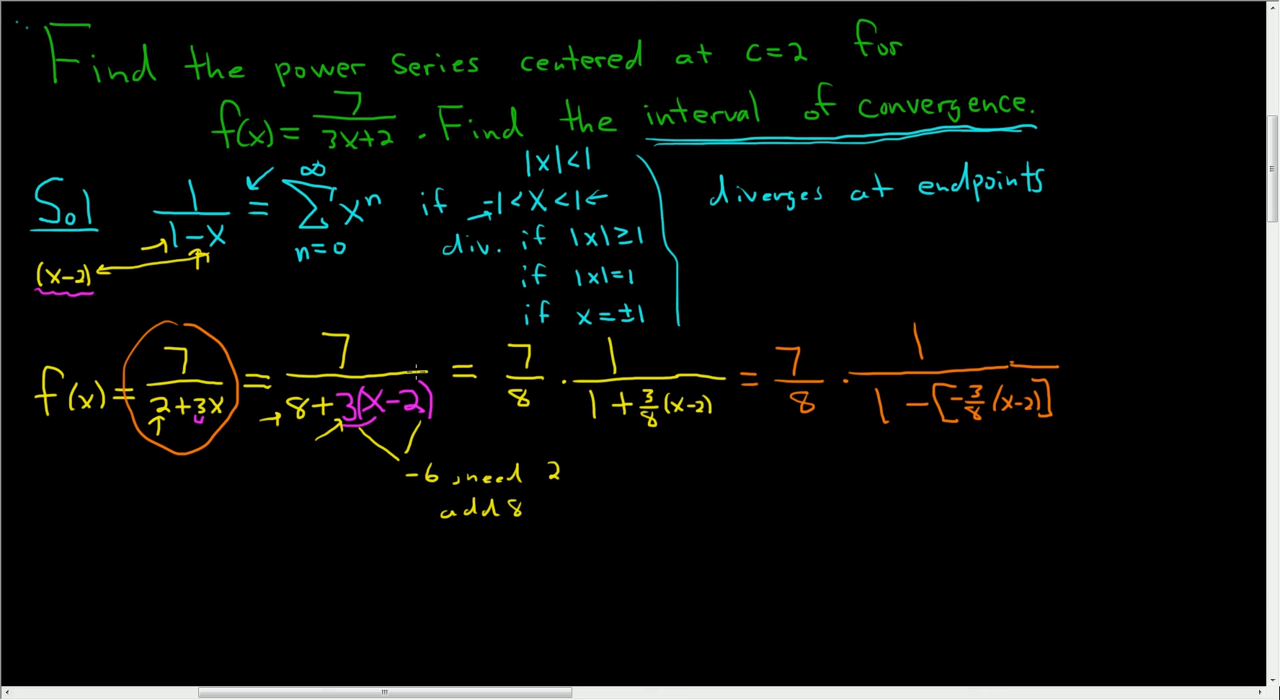 Find the power series centered at c=2 for
f(x) = 7/(3x+2). Find the interval of convergence.
Sol 1/(1-x) = ∑_{n=0}^{∞} x^n if -1<x<1
|x|<1
div. if |x|≥1
if |x|=1
if x=±1
diverges at endpoints
(x-2)
f(x) = 7/(2+3x) = 7/(8+3(x-2)) = 7/8 · 1/(1+3/8(x-2)) = 7/8 · 1/(1-[-3/8(x-2)])
-6, need 2
add 8